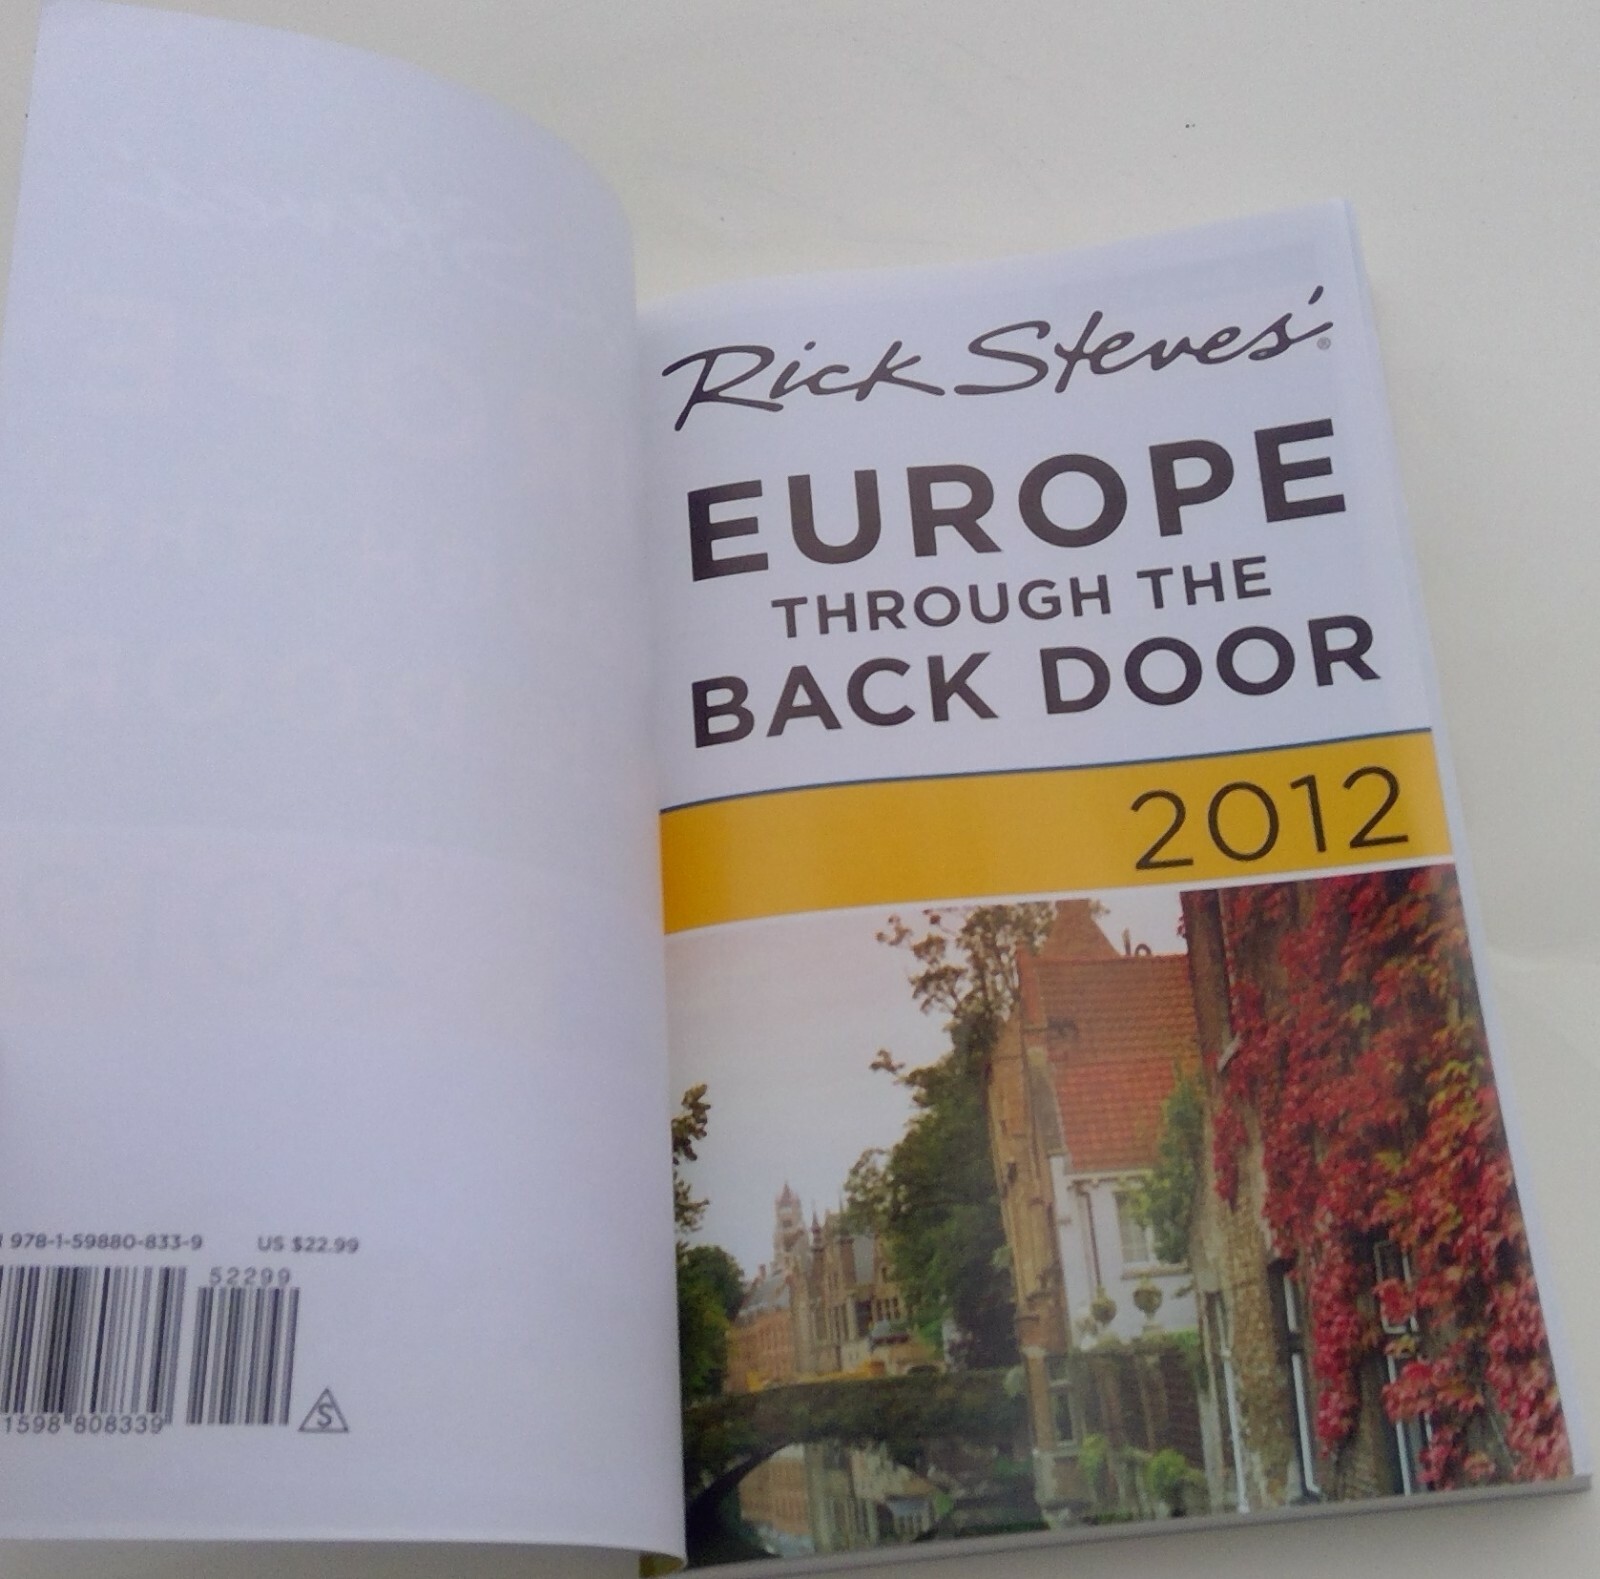 978-1-59880-833-9 US $22.99
52299
1598 808339
S
Rick Steves'®
EUROPE
THROUGH THE
BACK DOOR
2012